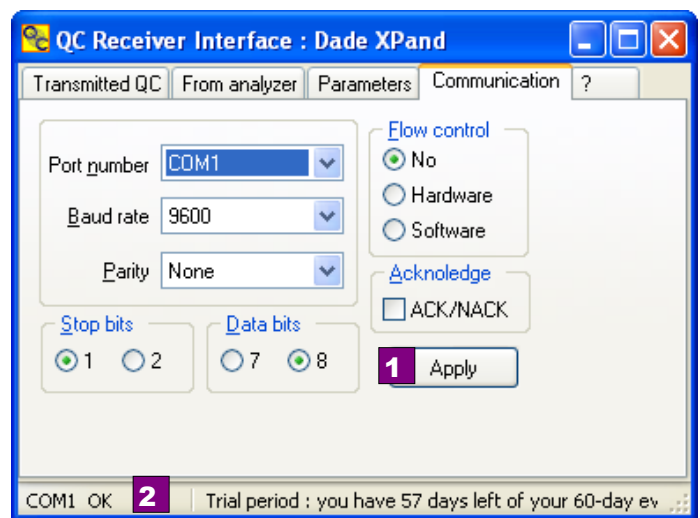 QC Receiver Interface : Dade XPand
Transmitted QC From analyzer Parameters Communication ?
Port number COM1
Baud rate 9600
Parity None
Stop bits
1 2
Data bits
7 8
Flow control
No
Hardware
Software
Acknoledge
ACK/NACK
1 Apply
COM1 OK 2 Trial period : you have 57 days left of your 60-day ev